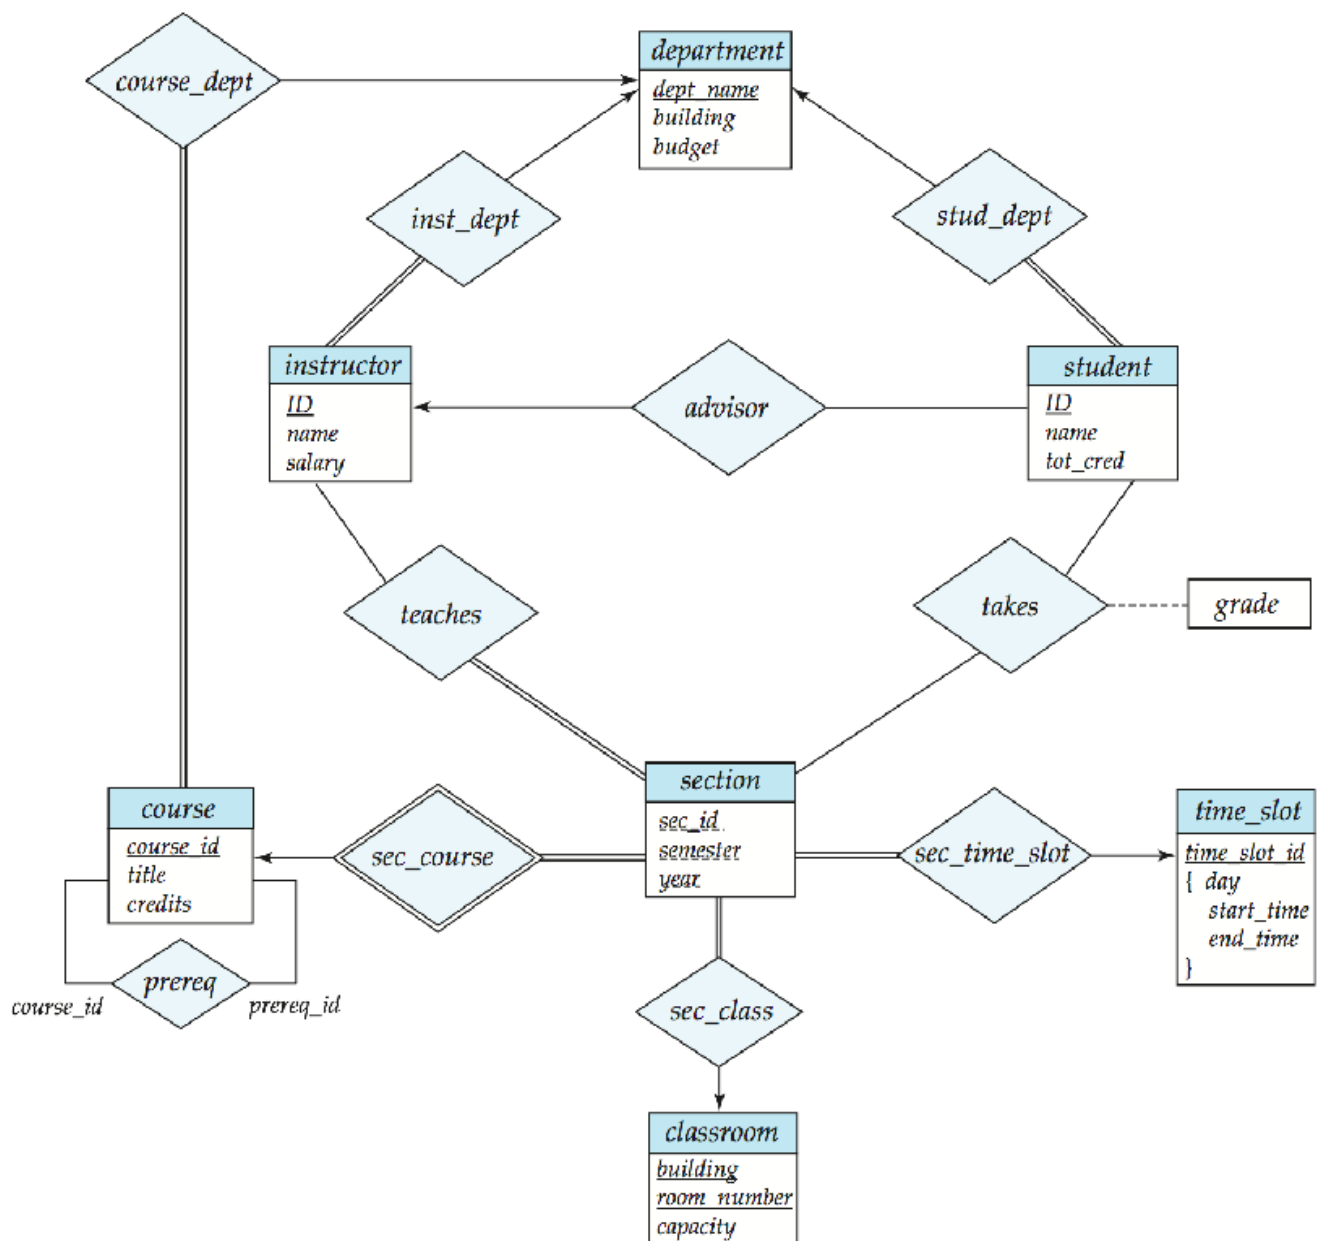 department
dept_name
building
budget
course_dept
inst_dept
stud_dept
instructor
ID
name
salary
advisor
student
ID
name
tot_cred
teaches
takes
grade
section
sec_id
semester
year
course
course_id
title
credits
sec_course
sec_time_slot
time_slot
time_slot_id
{ day
start_time
end_time
}
prereq
course_id
prereq_id
sec_class
classroom
building
room_number
capacity